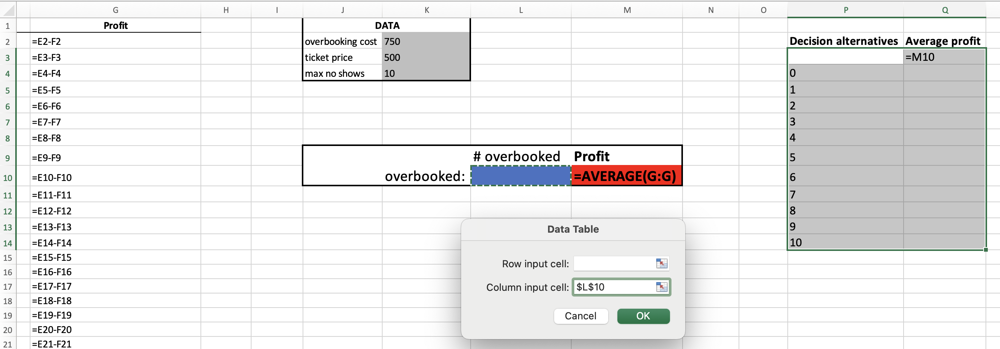 G H I J K L M N O P Q
1 Profit DATA
2 =E2-F2 overbooking cost 750 Decision alternatives Average profit
3 =E3-F3 ticket price 500 =M10
4 =E4-F4 max no shows 10 0
5 =E5-F5 1
6 =E6-F6 2
7 =E7-F7 3
8 =E8-F8 4
9 =E9-F9 # overbooked Profit 5
10 =E10-F10 overbooked: =AVERAGE(G:G) 6
11 =E11-F11 7
12 =E12-F12 8
13 =E13-F13 9
14 =E14-F14 10
15 =E15-F15
16 =E16-F16
17 =E17-F17
18 =E18-F18
19 =E19-F19
20 =E20-F20
21 =E21-F21
Data Table
Row input cell:
Column input cell: $L$10
Cancel OK